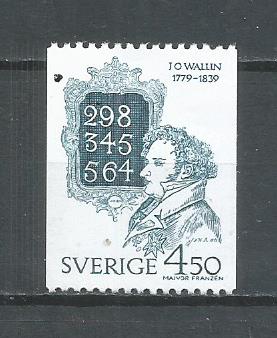 J O WALLIN
1779-1839
298
345
564
SVERIGE 4.50
MAJVOR FRANZÉN